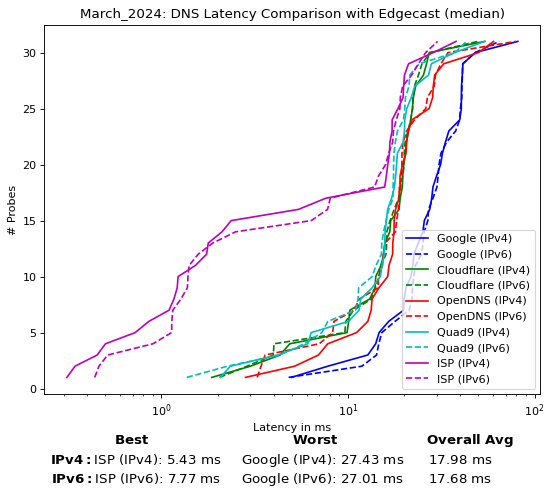 March_2024: DNS Latency Comparison with Edgecast (median)
# Probes
30
25
20
15
10
5
0
Google (IPv4)
Google (IPv6)
Cloudflare (IPv4)
Cloudflare (IPv6)
OpenDNS (IPv4)
OpenDNS (IPv6)
Quad9 (IPv4)
Quad9 (IPv6)
ISP (IPv4)
ISP (IPv6)
10⁰ 10¹ 10²
Latency in ms
Best Worst Overall Avg
IPv4: ISP (IPv4): 5.43 ms Google (IPv4): 27.43 ms 17.98 ms
IPv6: ISP (IPv6): 7.77 ms Google (IPv6): 27.01 ms 17.68 ms